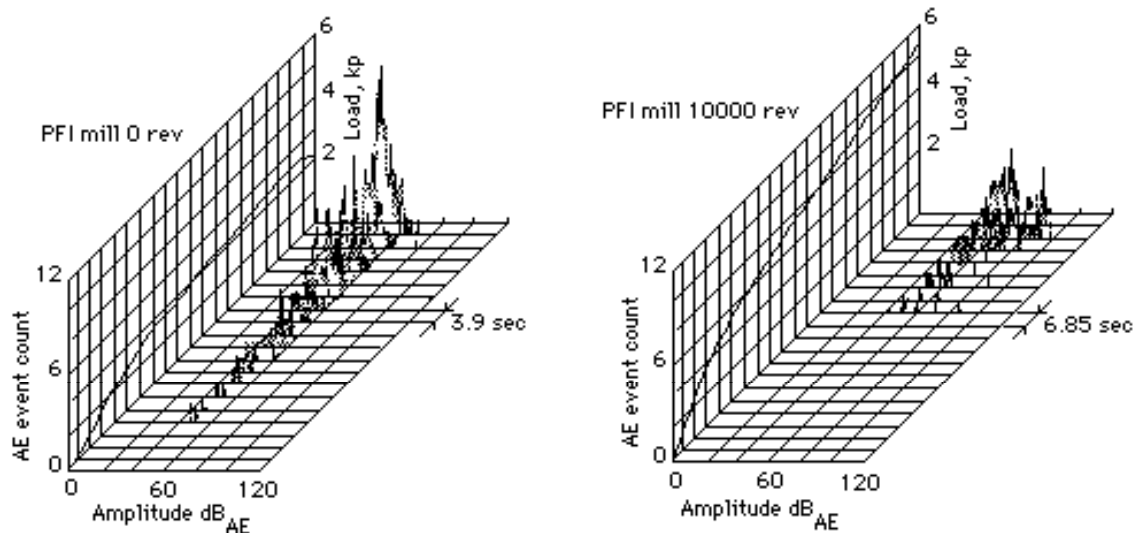 PFI mill 0 rev
6
4
2
Load, kp
12
6
0
AE event count
0 60 120
Amplitude dB AE
3.9 sec
PFI mill 10000 rev
6
4
2
Load, kp
12
6
0
AE event count
0 60 120
Amplitude dB AE
6.85 sec